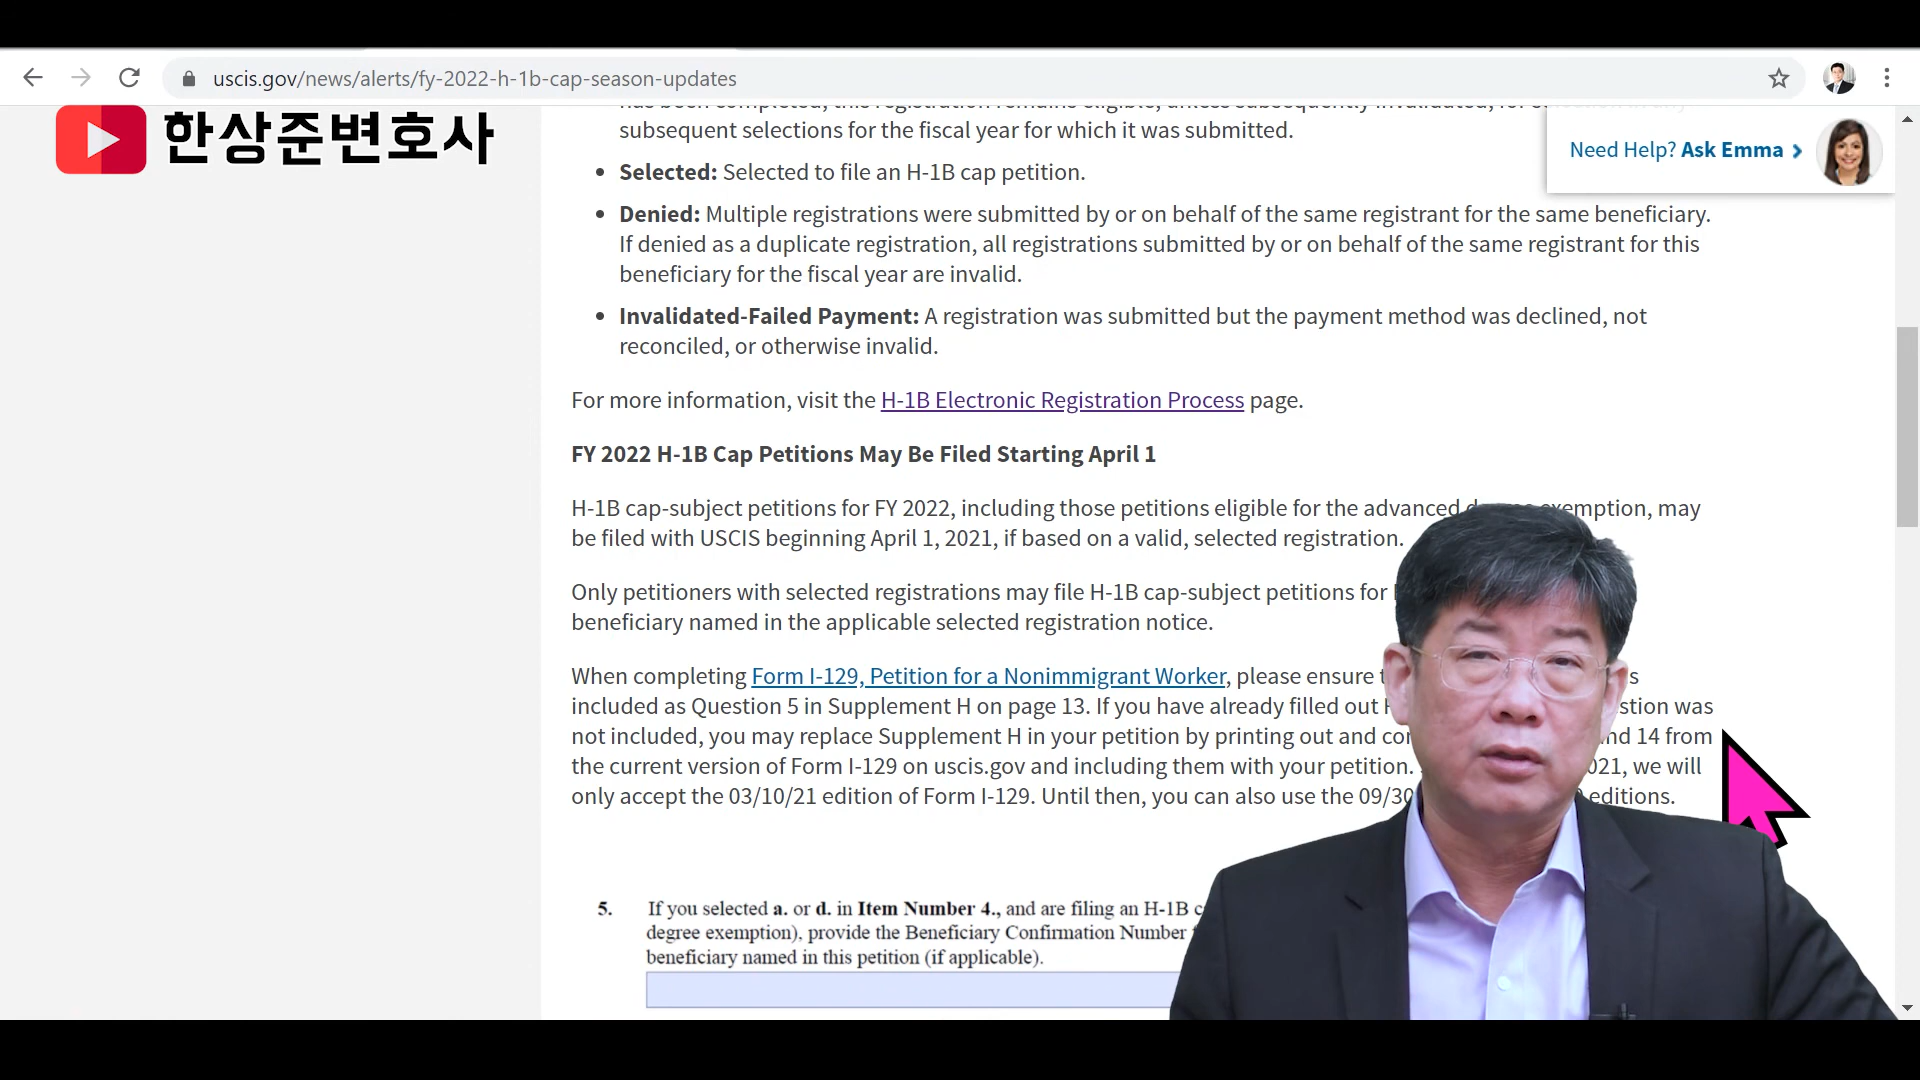 uscis.gov/news/alerts/fy-2022-h-1b-cap-season-updates
한상준변호사
subsequent selections for the fiscal year for which it was submitted.
Need Help? Ask Emma
• Selected: Selected to file an H-1B cap petition.
• Denied: Multiple registrations were submitted by or on behalf of the same registrant for the same beneficiary.
If denied as a duplicate registration, all registrations submitted by or on behalf of the same registrant for this
beneficiary for the fiscal year are invalid.
• Invalidated-Failed Payment: A registration was submitted but the payment method was declined, not
reconciled, or otherwise invalid.
For more information, visit the H-1B Electronic Registration Process page.
FY 2022 H-1B Cap Petitions May Be Filed Starting April 1
H-1B cap-subject petitions for FY 2022, including those petitions eligible for the advanced may
be filed with USCIS beginning April 1, 2021, if based on a valid, selected registration.
Only petitioners with selected registrations may file H-1B cap-subject petitions for
beneficiary named in the applicable selected registration notice.
When completing Form I-129, Petition for a Nonimmigrant Worker, please ensure
included as Question 5 in Supplement H on page 13. If you have already filled out was
not included, you may replace Supplement H in your petition by printing out and 14 from
the current version of Form I-129 on uscis.gov and including them with your petition. we will
only accept the 03/10/21 edition of Form I-129. Until then, you can also use the editions.
5. If you selected a. or d. in Item Number 4., and are filing an H-1B
degree exemption), provide the Beneficiary Confirmation Number
beneficiary named in this petition (if applicable).